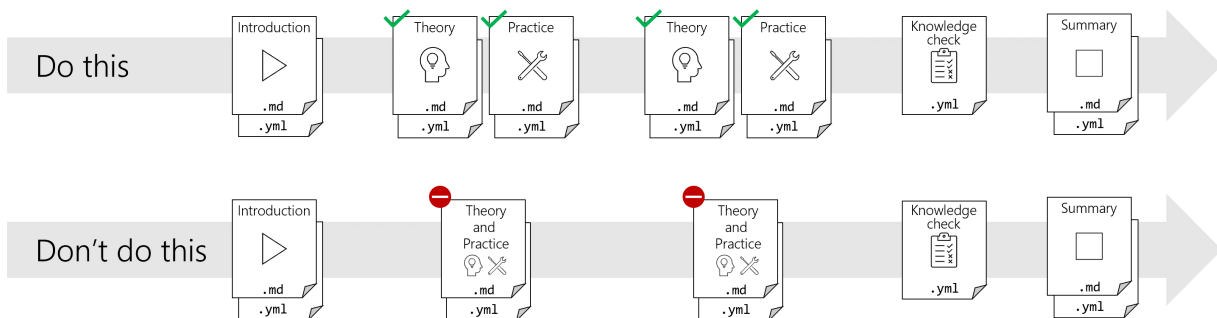 Do this
Introduction
.md
.yml
Theory
.md
.yml
Practice
.md
.yml
Theory
.md
.yml
Practice
.md
.yml
Knowledge
check
.yml
Summary
.md
.yml
Don't do this
Introduction
.md
.yml
Theory
and
Practice
.md
.yml
Theory
and
Practice
.md
.yml
Knowledge
check
.yml
Summary
.md
.yml